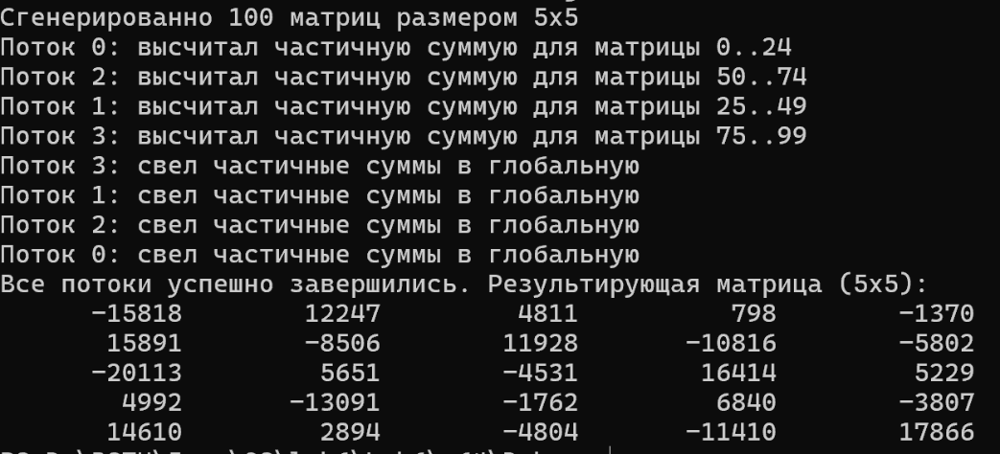 Сгенерированно 100 матриц размером 5x5
Поток 0: высчитал частичную суммую для матрицы 0..24
Поток 2: высчитал частичную суммую для матрицы 50..74
Поток 1: высчитал частичную суммую для матрицы 25..49
Поток 3: высчитал частичную суммую для матрицы 75..99
Поток 3: свел частичные суммы в глобальную
Поток 1: свел частичные суммы в глобальную
Поток 2: свел частичные суммы в глобальную
Поток 0: свел частичные суммы в глобальную
Все потоки успешно завершились. Результирующая матрица (5x5):
-15818 12247 4811 798 -1370
15891 -8506 11928 -10816 -5802
-20113 5651 -4531 16414 5229
4992 -13091 -1762 6840 -3807
14610 2894 -4804 -11410 17866